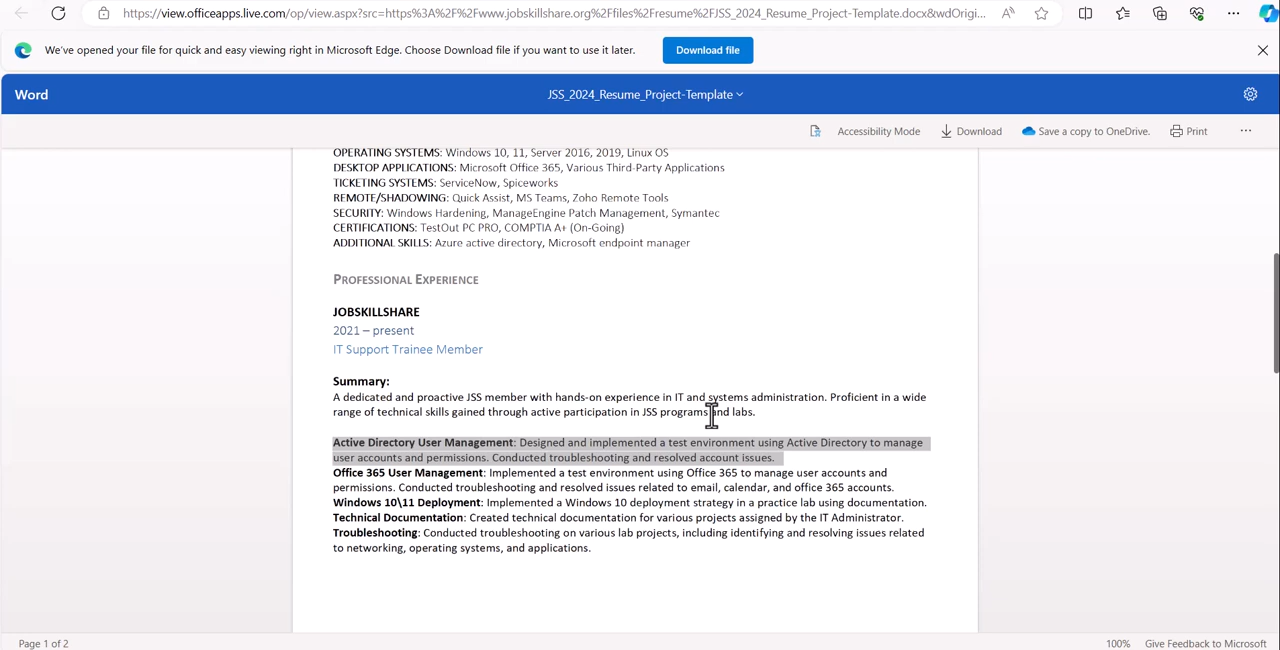 https://view.officeapps.live.com/op/view.aspx?src=https%3A%2F%2Fwww.jobskillshare.org%2Ffiles%2Fresume%2FJSS_2024_Resume_Project-Template.docx&wdOrigi...
We've opened your file for quick and easy viewing right in Microsoft Edge. Choose Download file if you want to use it later.
Download file
Word
JSS_2024_Resume_Project-Template
Accessibility Mode
Download
Save a copy to OneDrive.
Print
OPERATING SYSTEMS: Windows 10, 11, Server 2016, 2019, Linux OS
DESKTOP APPLICATIONS: Microsoft Office 365, Various Third-Party Applications
TICKETING SYSTEMS: ServiceNow, Spiceworks
REMOTE/SHADOWING: Quick Assist, MS Teams, Zoho Remote Tools
SECURITY: Windows Hardening, ManageEngine Patch Management, Symantec
CERTIFICATIONS: TestOut PC PRO, COMPTIA A+ (On-Going)
ADDITIONAL SKILLS: Azure active directory, Microsoft endpoint manager
PROFESSIONAL EXPERIENCE
JOBSKILLSHARE
2021 – present
IT Support Trainee Member
Summary:
A dedicated and proactive JSS member with hands-on experience in IT and systems administration. Proficient in a wide
range of technical skills gained through active participation in JSS programs and labs.
Active Directory User Management: Designed and implemented a test environment using Active Directory to manage
user accounts and permissions. Conducted troubleshooting and resolved account issues.
Office 365 User Management: Implemented a test environment using Office 365 to manage user accounts and
permissions. Conducted troubleshooting and resolved issues related to email, calendar, and office 365 accounts.
Windows 10\11 Deployment: Implemented a Windows 10 deployment strategy in a practice lab using documentation.
Technical Documentation: Created technical documentation for various projects assigned by the IT Administrator.
Troubleshooting: Conducted troubleshooting on various lab projects, including identifying and resolving issues related
to networking, operating systems, and applications.
Page 1 of 2
100%
Give Feedback to Microsoft